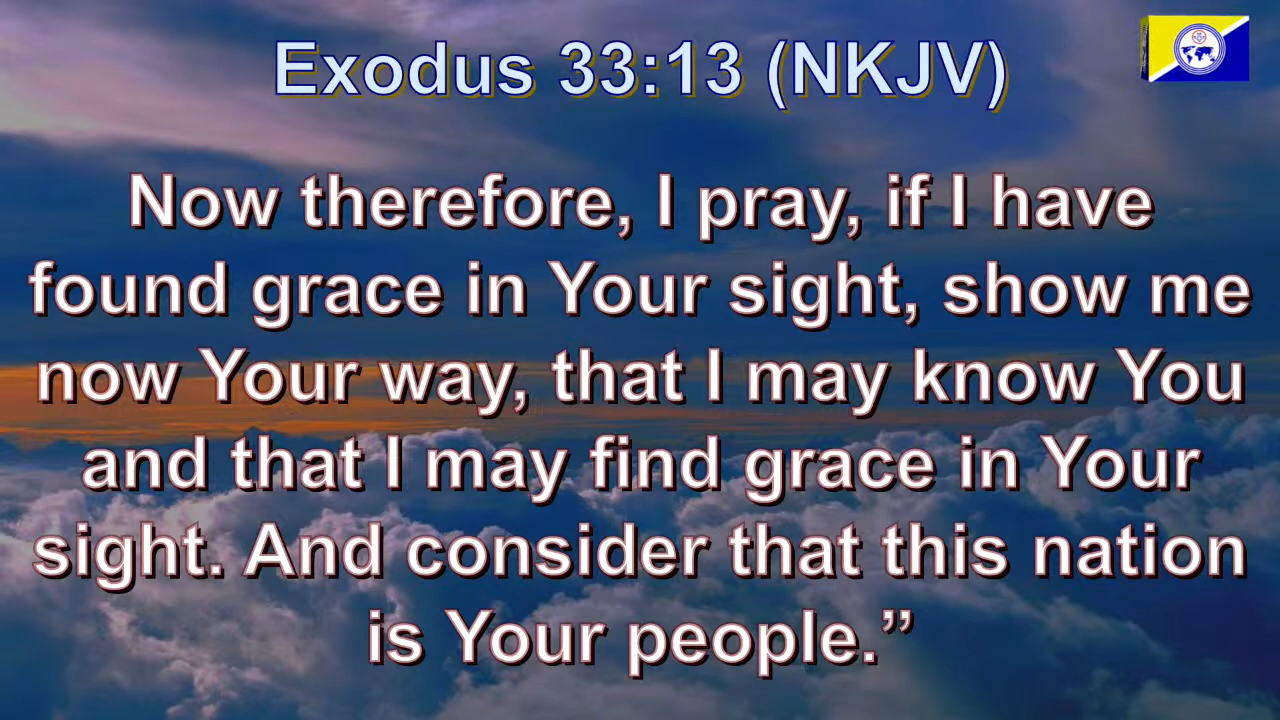 Exodus 33:13 (NKJV)
Now therefore, I pray, if I have
found grace in Your sight, show me
now Your way, that I may know You
and that I may find grace in Your
sight. And consider that this nation
is Your people.”